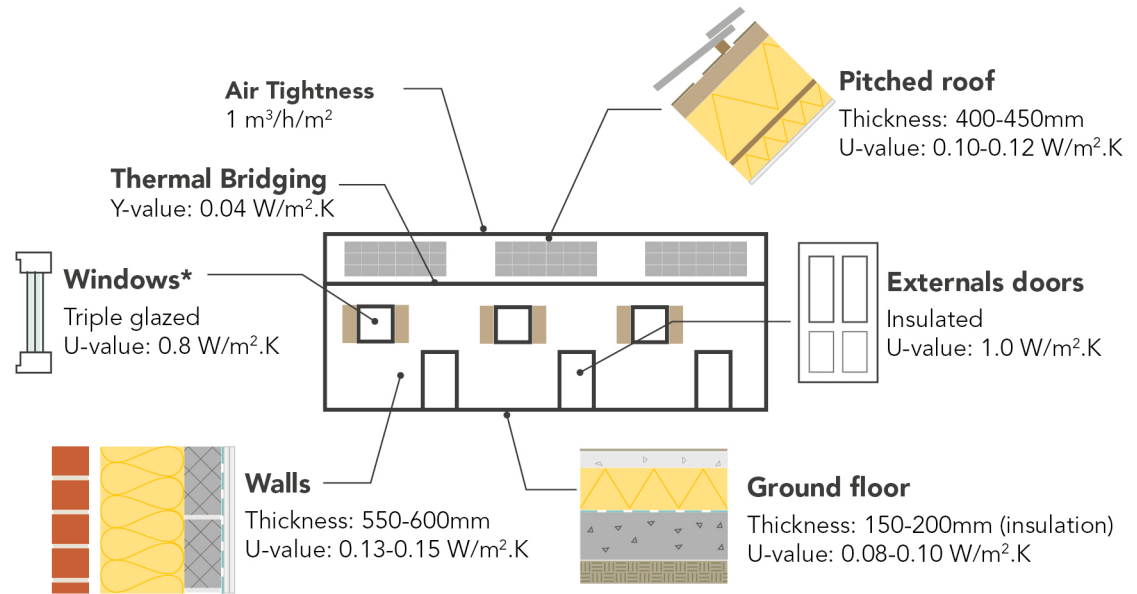 Air Tightness
1 m³/h/m²
Pitched roof
Thickness: 400-450mm
U-value: 0.10-0.12 W/m².K
Thermal Bridging
Y-value: 0.04 W/m².K
Windows*
Triple glazed
U-value: 0.8 W/m².K
Externals doors
Insulated
U-value: 1.0 W/m².K
Walls
Thickness: 550-600mm
U-value: 0.13-0.15 W/m².K
Ground floor
Thickness: 150-200mm (insulation)
U-value: 0.08-0.10 W/m².K